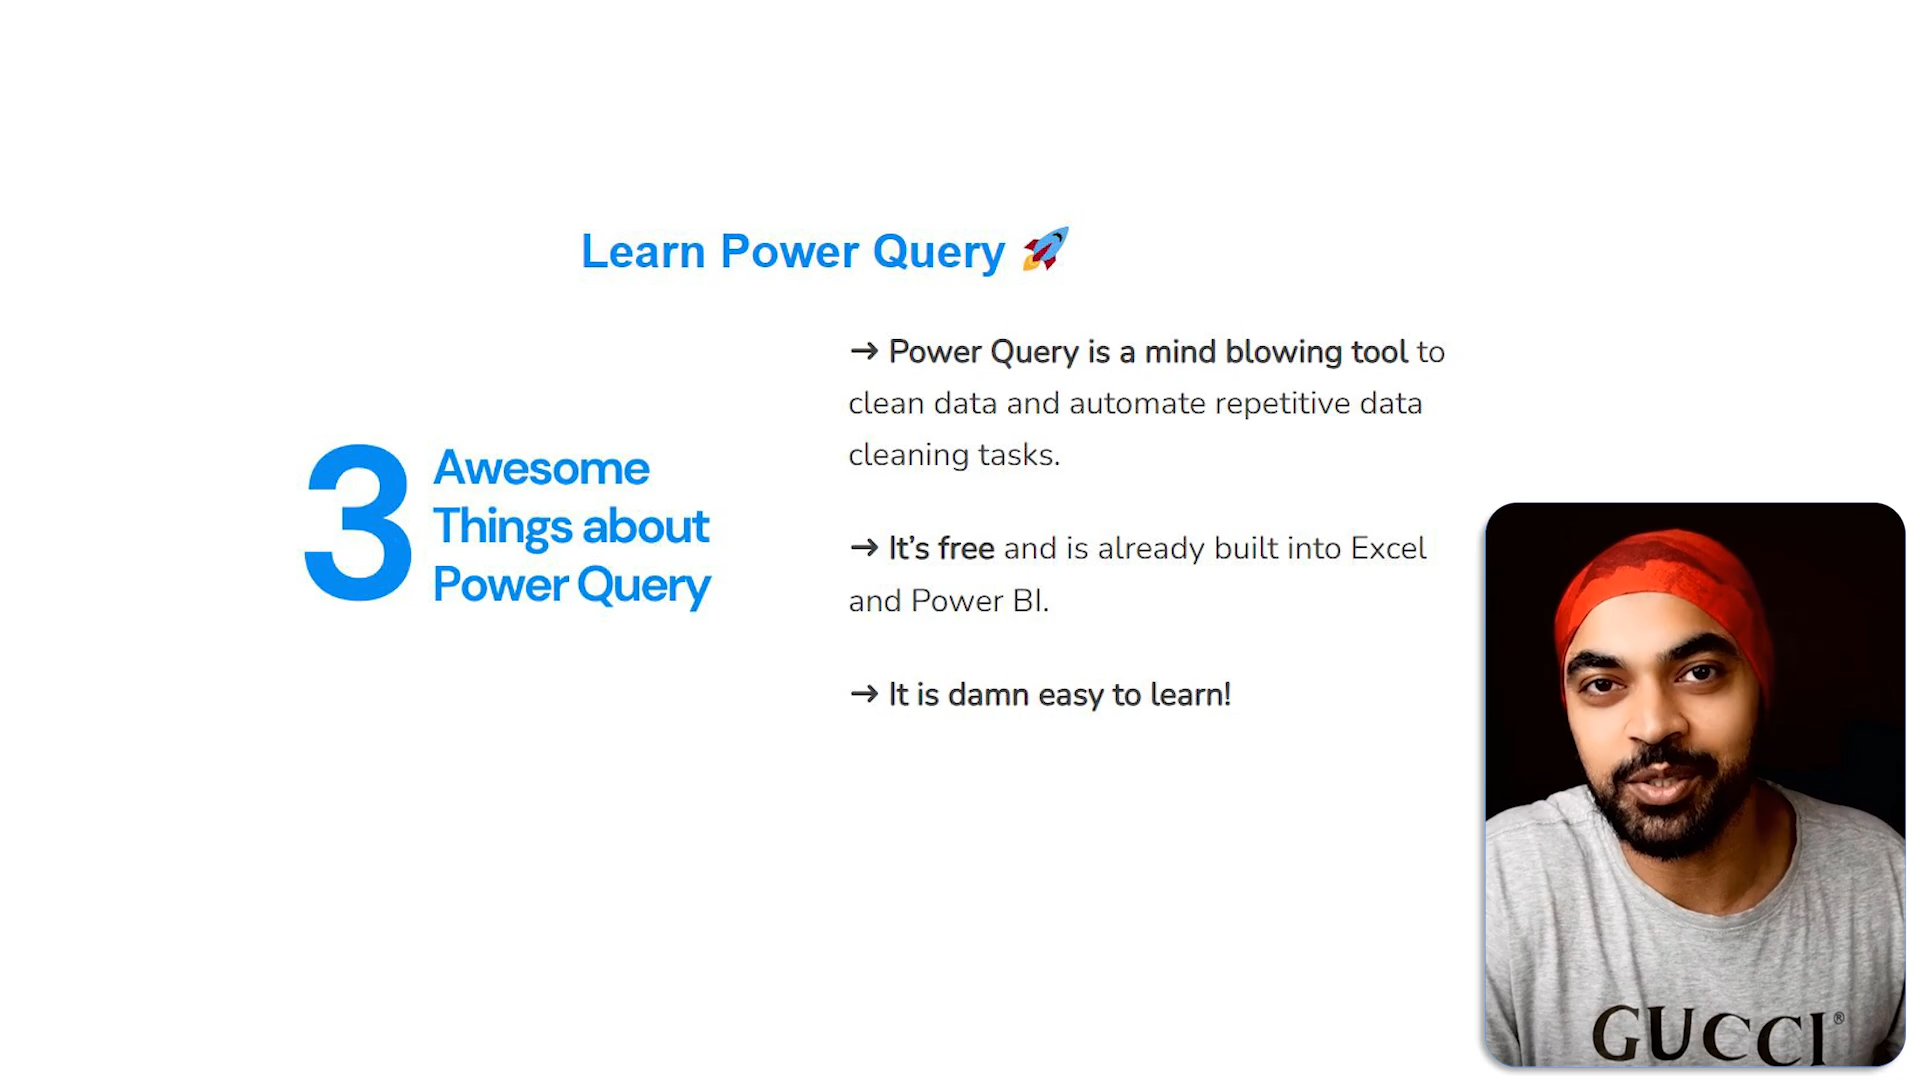 Learn Power Query 🚀
3
Awesome
Things about
Power Query
→ Power Query is a mind blowing tool to
clean data and automate repetitive data
cleaning tasks.
→ It’s free and is already built into Excel
and Power BI.
→ It is damn easy to learn!
GUCCI®